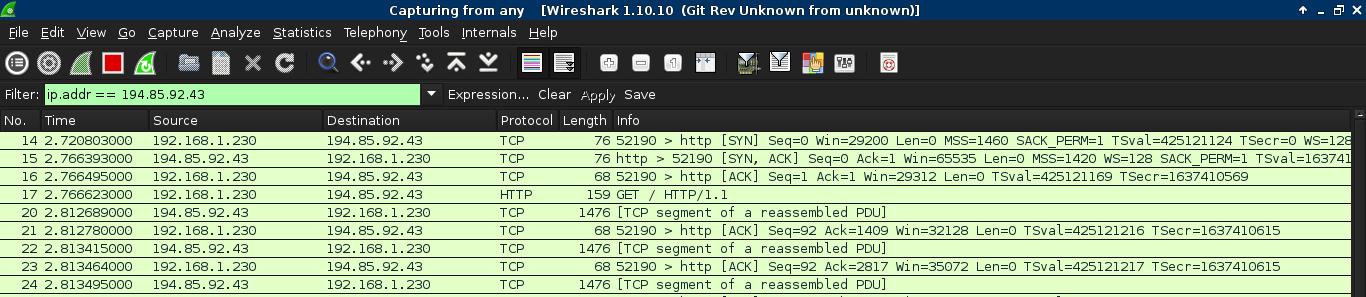 Capturing from any [Wireshark 1.10.10 (Git Rev Unknown from unknown)]
File Edit View Go Capture Analyze Statistics Telephony Tools Internals Help
Filter: ip.addr == 194.85.92.43 Expression... Clear Apply Save
No. Time Source Destination Protocol Length Info
14 2.720803000 192.168.1.230 194.85.92.43 TCP 76 52190 > http [SYN] Seq=0 Win=29200 Len=0 MSS=1460 SACK_PERM=1 TSval=425121124 TSecr=0 WS=128
15 2.766393000 194.85.92.43 192.168.1.230 TCP 76 http > 52190 [SYN, ACK] Seq=0 Ack=1 Win=65535 Len=0 MSS=1420 WS=128 SACK_PERM=1 TSval=163741
16 2.766495000 192.168.1.230 194.85.92.43 TCP 68 52190 > http [ACK] Seq=1 Ack=1 Win=29312 Len=0 TSval=425121169 TSecr=1637410569
17 2.766623000 192.168.1.230 194.85.92.43 HTTP 159 GET / HTTP/1.1
20 2.812689000 194.85.92.43 192.168.1.230 TCP 1476 [TCP segment of a reassembled PDU]
21 2.812780000 192.168.1.230 194.85.92.43 TCP 68 52190 > http [ACK] Seq=92 Ack=1409 Win=32128 Len=0 TSval=425121216 TSecr=1637410615
22 2.813415000 194.85.92.43 192.168.1.230 TCP 1476 [TCP segment of a reassembled PDU]
23 2.813464000 192.168.1.230 194.85.92.43 TCP 68 52190 > http [ACK] Seq=92 Ack=2817 Win=35072 Len=0 TSval=425121217 TSecr=1637410615
24 2.813495000 194.85.92.43 192.168.1.230 TCP 1476 [TCP segment of a reassembled PDU]